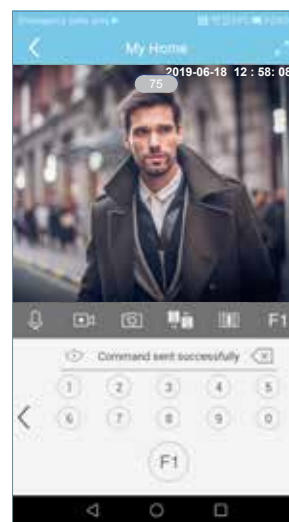 My Home
2019-06-18 12 : 58: 08
75
F1
Command sent successfully
1 2 3 4 5
6 7 8 9 0
F1